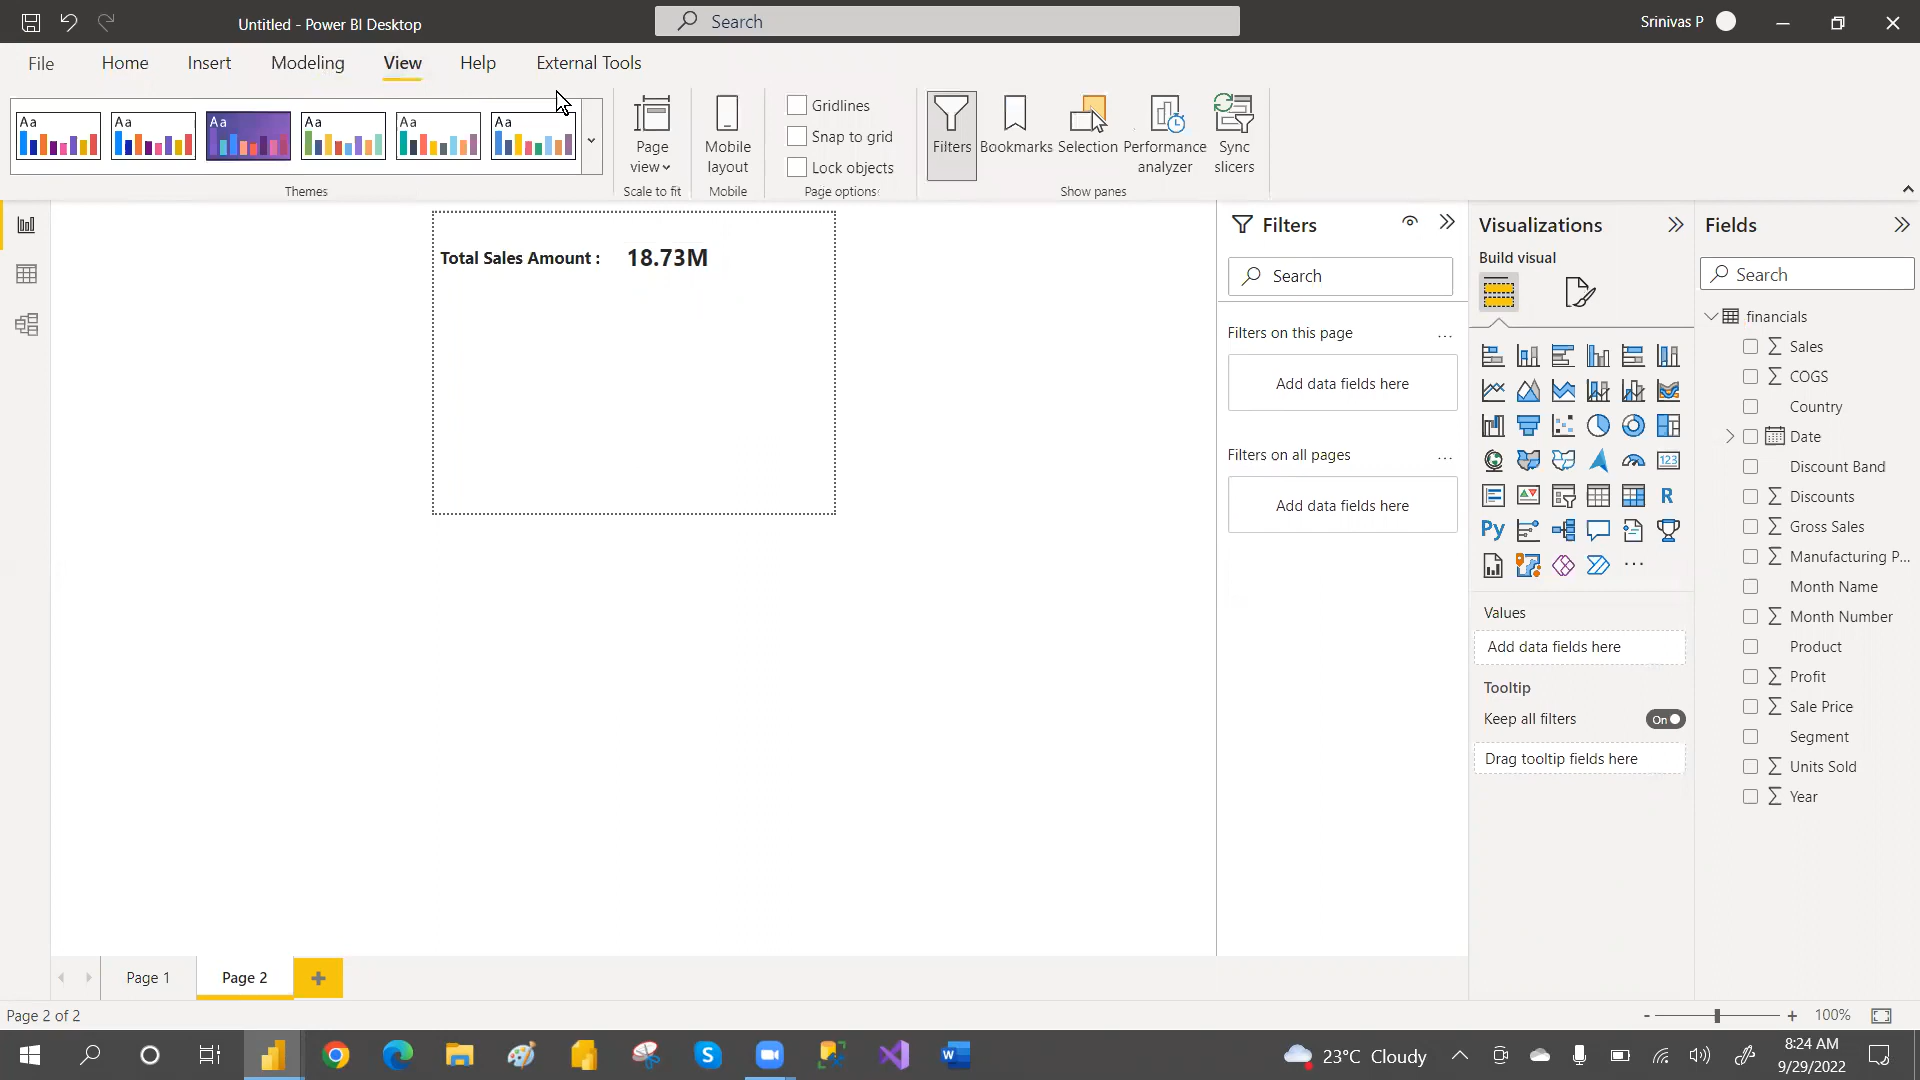 Untitled - Power BI Desktop
Search
Srinivas P
File Home Insert Modeling View Help External Tools
Aa Aa Aa Aa Aa Aa
Page view
Mobile layout
Gridlines
Snap to grid
Lock objects
Filters
Bookmarks
Selection
Performance analyzer
Sync slicers
Themes
Scale to fit
Mobile
Page options
Show panes
Total Sales Amount : 18.73M
Filters
Search
Filters on this page ...
Add data fields here
Filters on all pages ...
Add data fields here
Visualizations
Build visual
123
R
Py
...
Values
Add data fields here
Tooltip
Keep all filters On
Drag tooltip fields here
Fields
Search
financials
Sales
COGS
Country
Date
Discount Band
Discounts
Gross Sales
Manufacturing P...
Month Name
Month Number
Product
Profit
Sale Price
Segment
Units Sold
Year
Page 1
Page 2
+
Page 2 of 2
- + 100%
23°C Cloudy
8:24 AM
9/29/2022